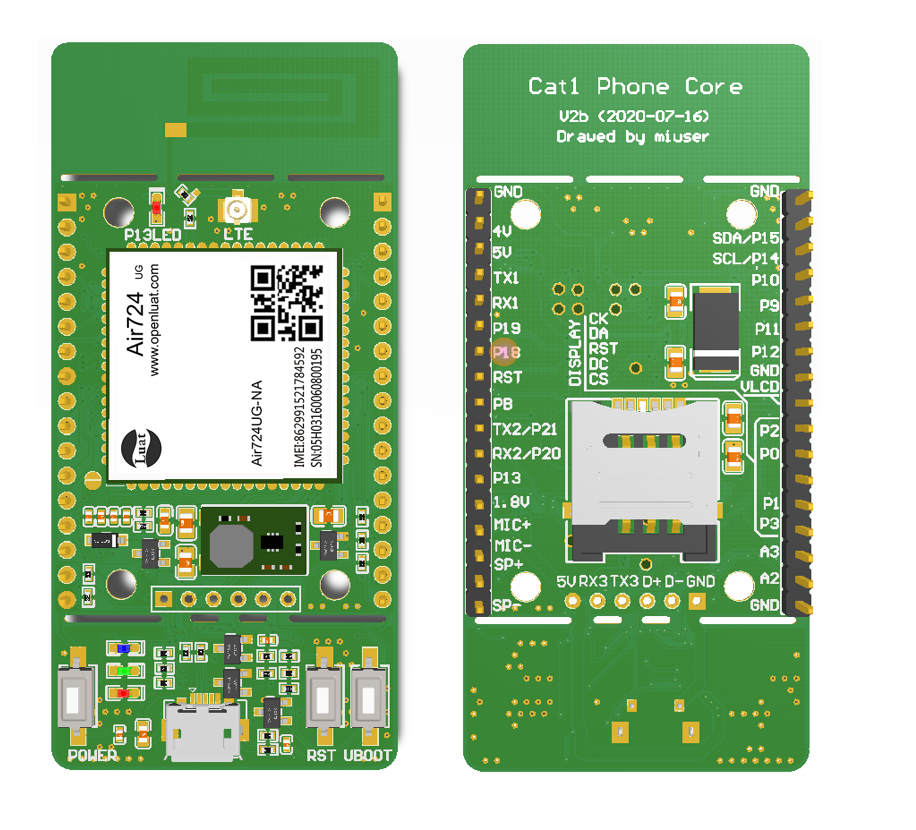 P13LED
LTE
Air724 UG
www.openluat.com
Luat
Air724UG-NA
IMEI:862991521784592
SN:05H03160600800195
POWER
RST
UBOOT
Cat1 Phone Core
V2b (2020-07-16)
Drawed by miuser
GND
4V
5V
TX1
RX1
P19
P18
RST
P8
TX2/P21
RX2/P20
P13
1.8V
MIC+
MIC-
SP+
SP-
DISPLAY
CK
DA
RST
DC
CS
GND
SDA/P15
SCL/P14
P10
P9
P11
P12
GND
VLCD
P2
P0
P1
P3
A3
A2
GND
5V RX3 TX3 D+ D- GND